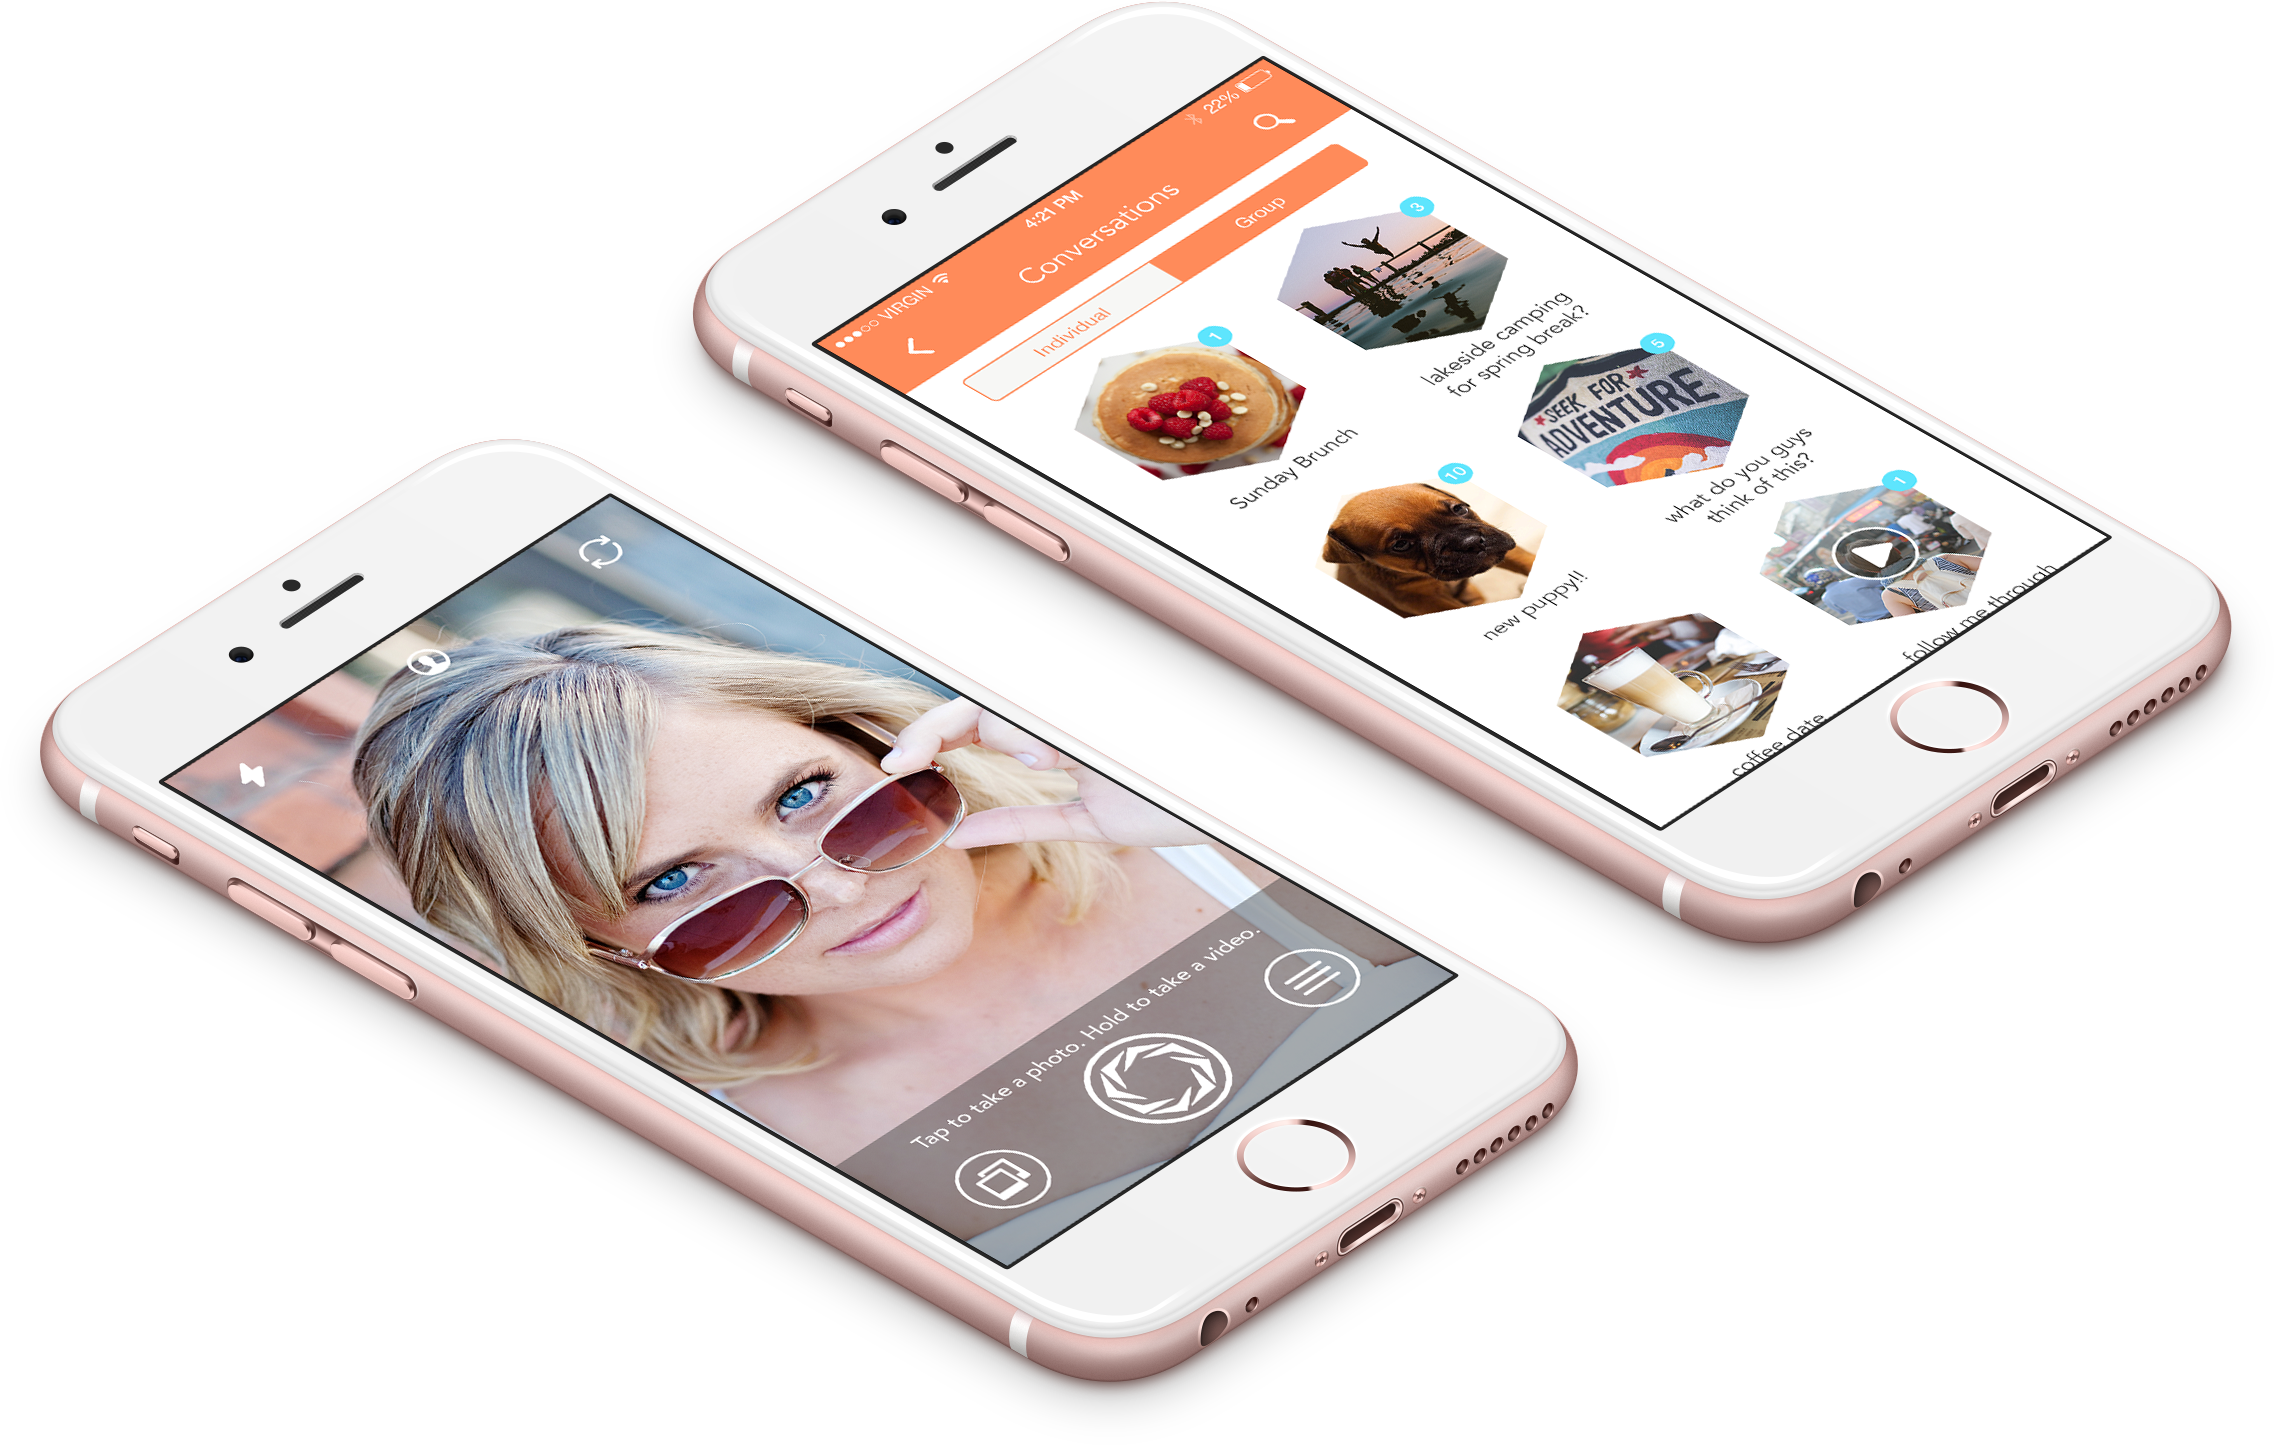 VIRGIN
4:21 PM
22%
Conversations
Individual
Group
1
3
Sunday Brunch
lakeside camping
for spring break?
10
5
SEEK FOR
ADVENTURE
new puppy!!
what do you guys
think of this?
1
coffee date
follow me through
Tap to take a photo. Hold to take a video.